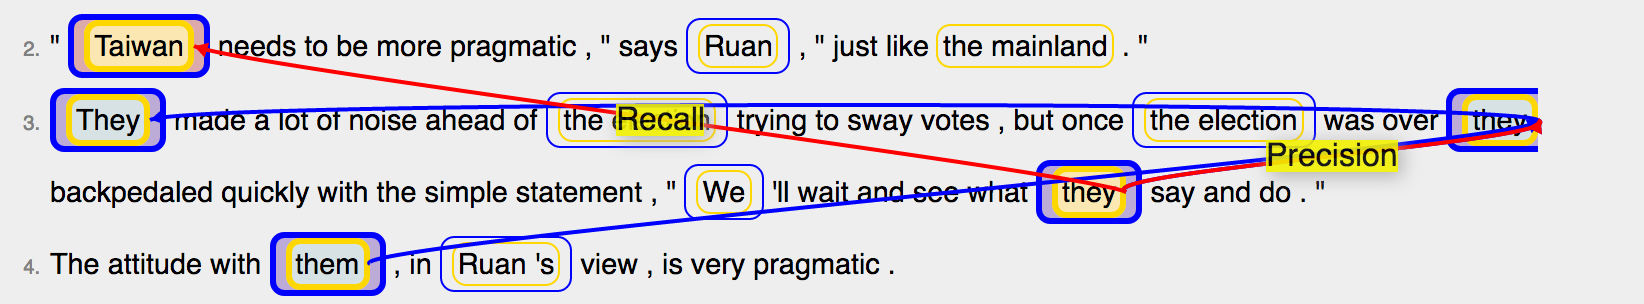 2. " Taiwan needs to be more pragmatic , " says Ruan , " just like the mainland . "
3. They made a lot of noise ahead of the Recall trying to sway votes , but once the election was over they
Precision
backpedaled quickly with the simple statement , " We 'll wait and see what they say and do . "
4. The attitude with them , in Ruan 's view , is very pragmatic .